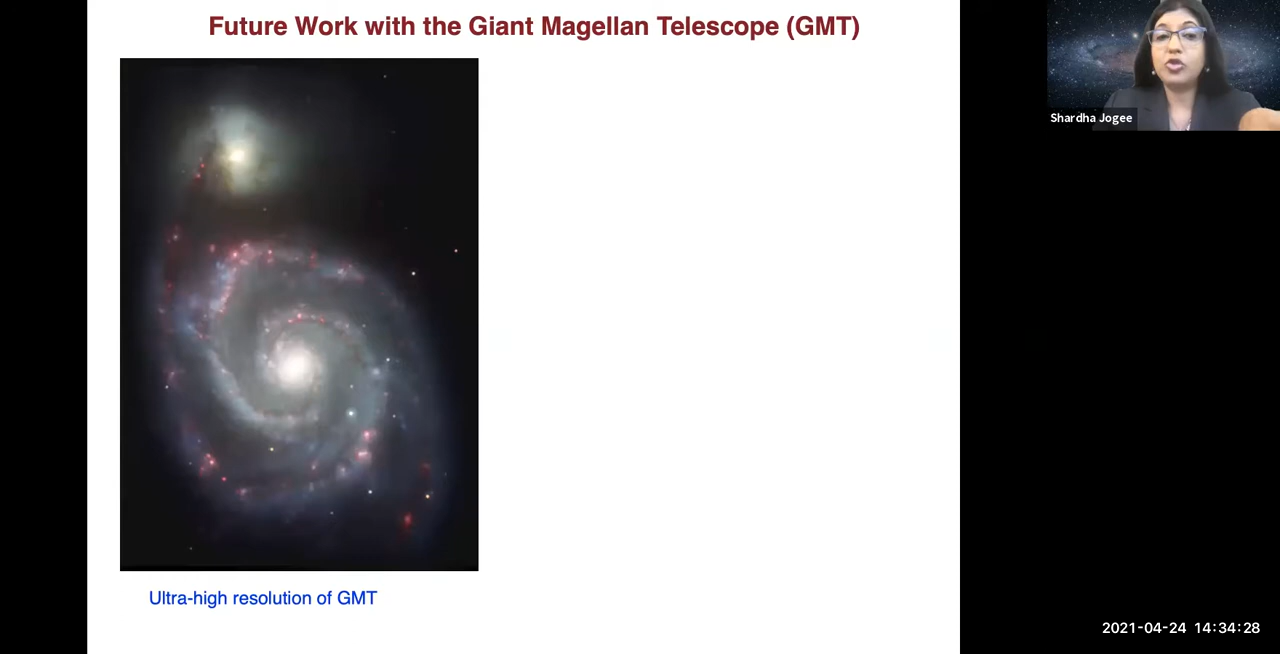 Future Work with the Giant Magellan Telescope (GMT)
Shardha Jogee
Ultra-high resolution of GMT
2021-04-24 14:34:28